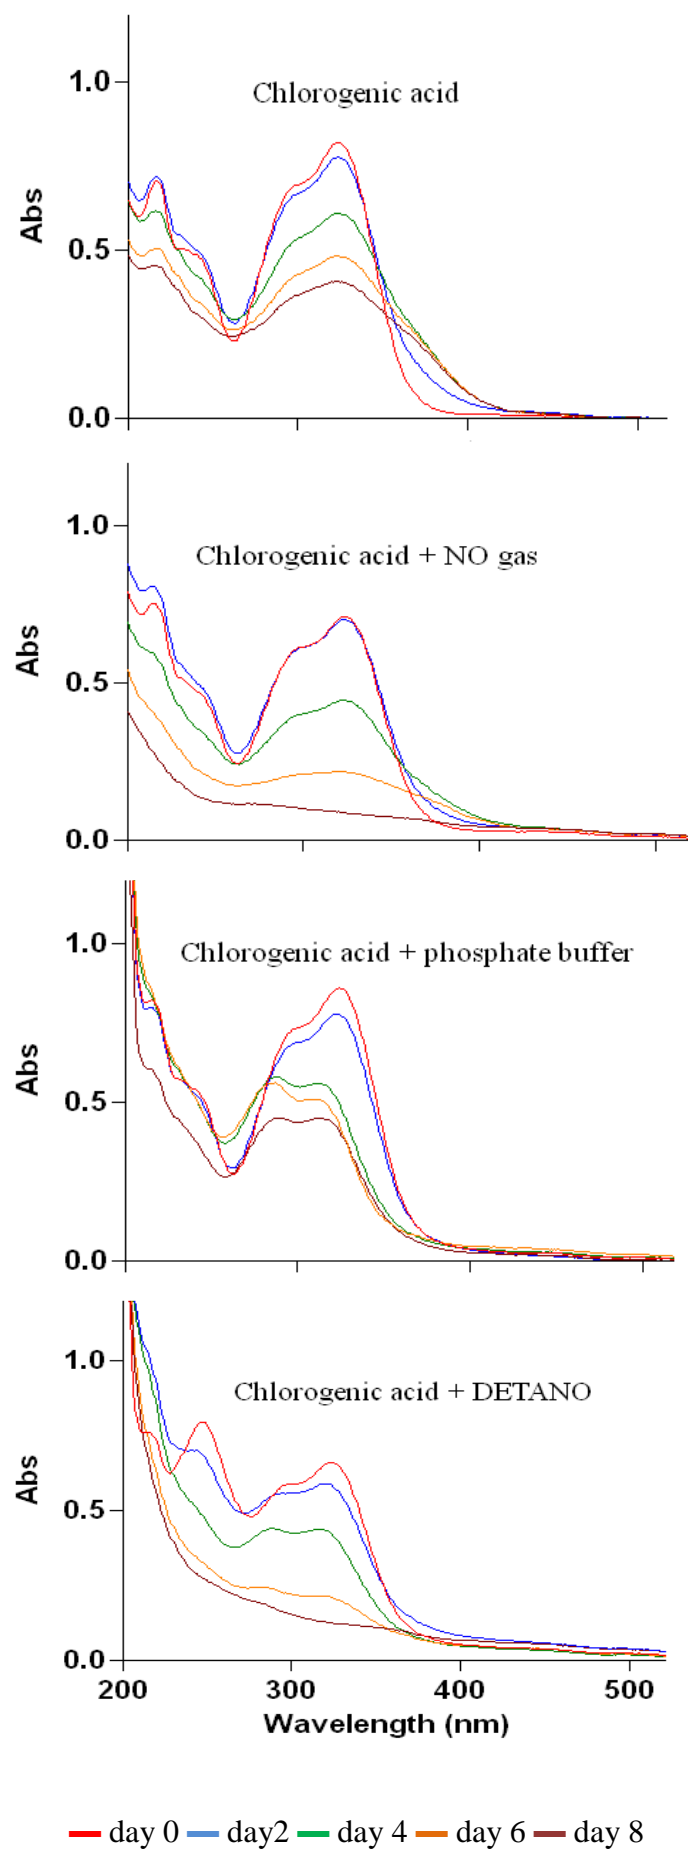 1.0
Chlorogenic acid
Abs
0.5
0.0
1.0
Chlorogenic acid + NO gas
Abs
0.5
0.0
1.0
Chlorogenic acid + phosphate buffer
Abs
0.5
0.0
1.0
Chlorogenic acid + DETANO
Abs
0.5
0.0
200 300 400 500
Wavelength (nm)
day 0 day2 day 4 day 6 day 8